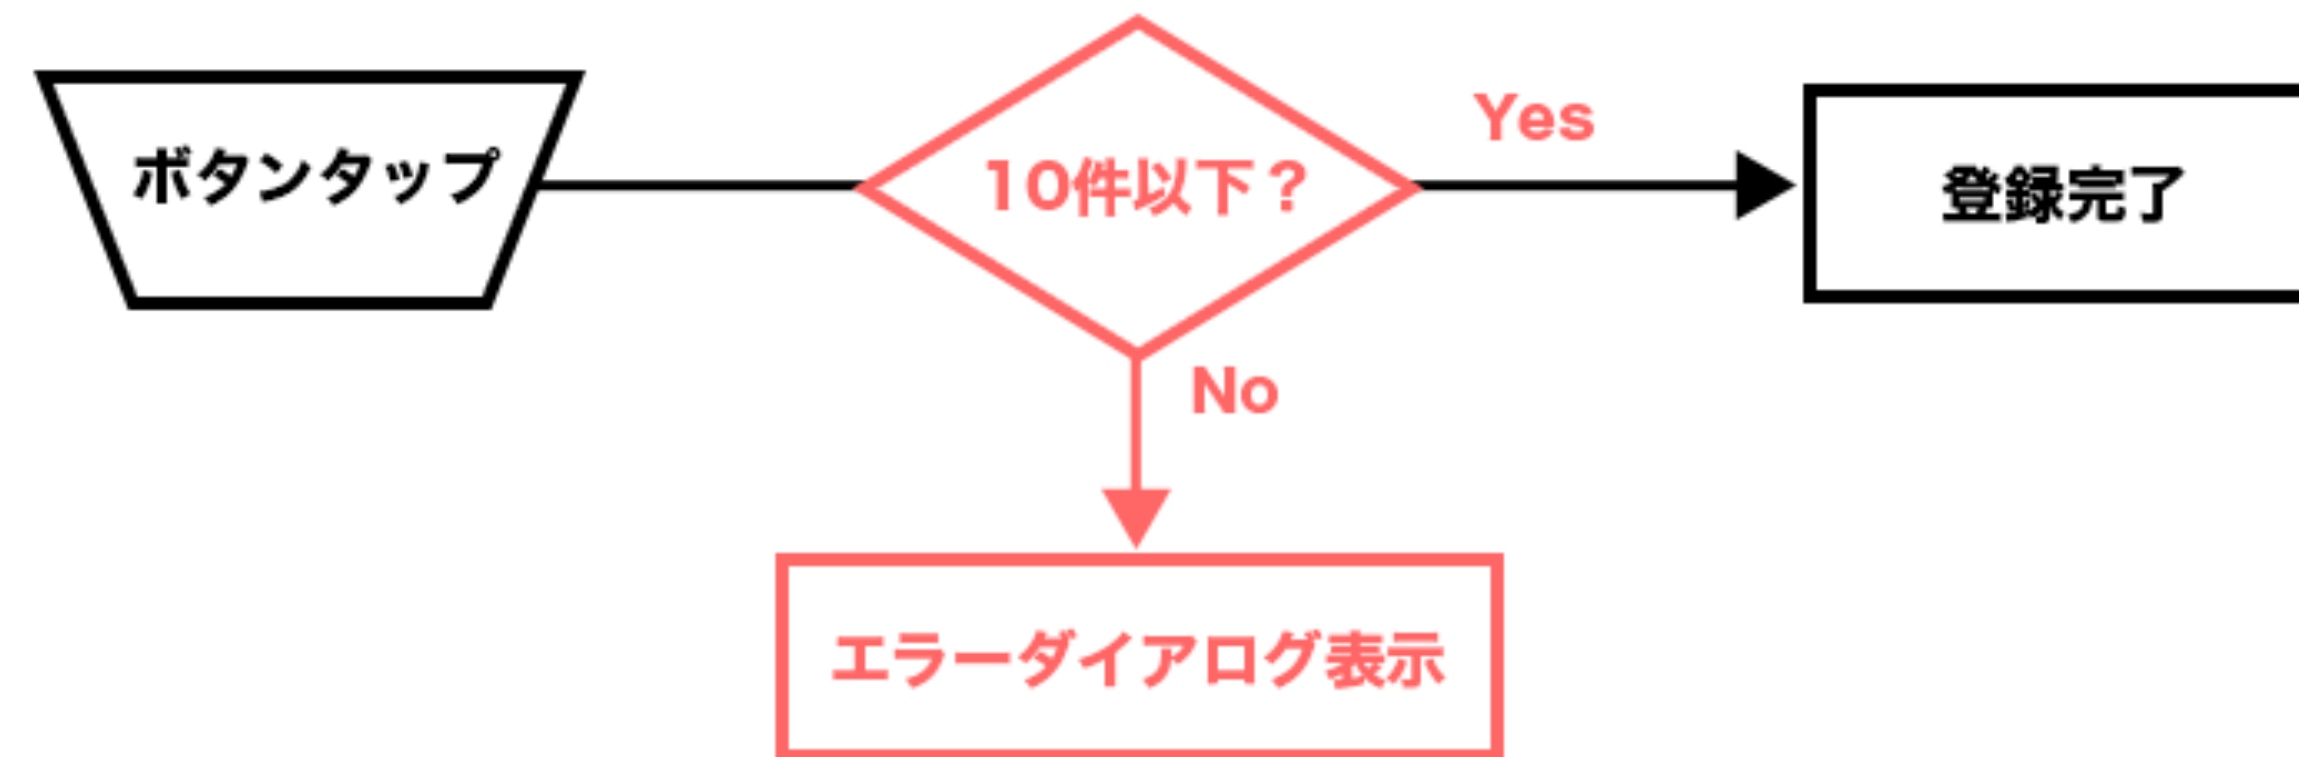 ボタンタップ
10件以下？
Yes
登録完了
No
エラーダイアログ表示